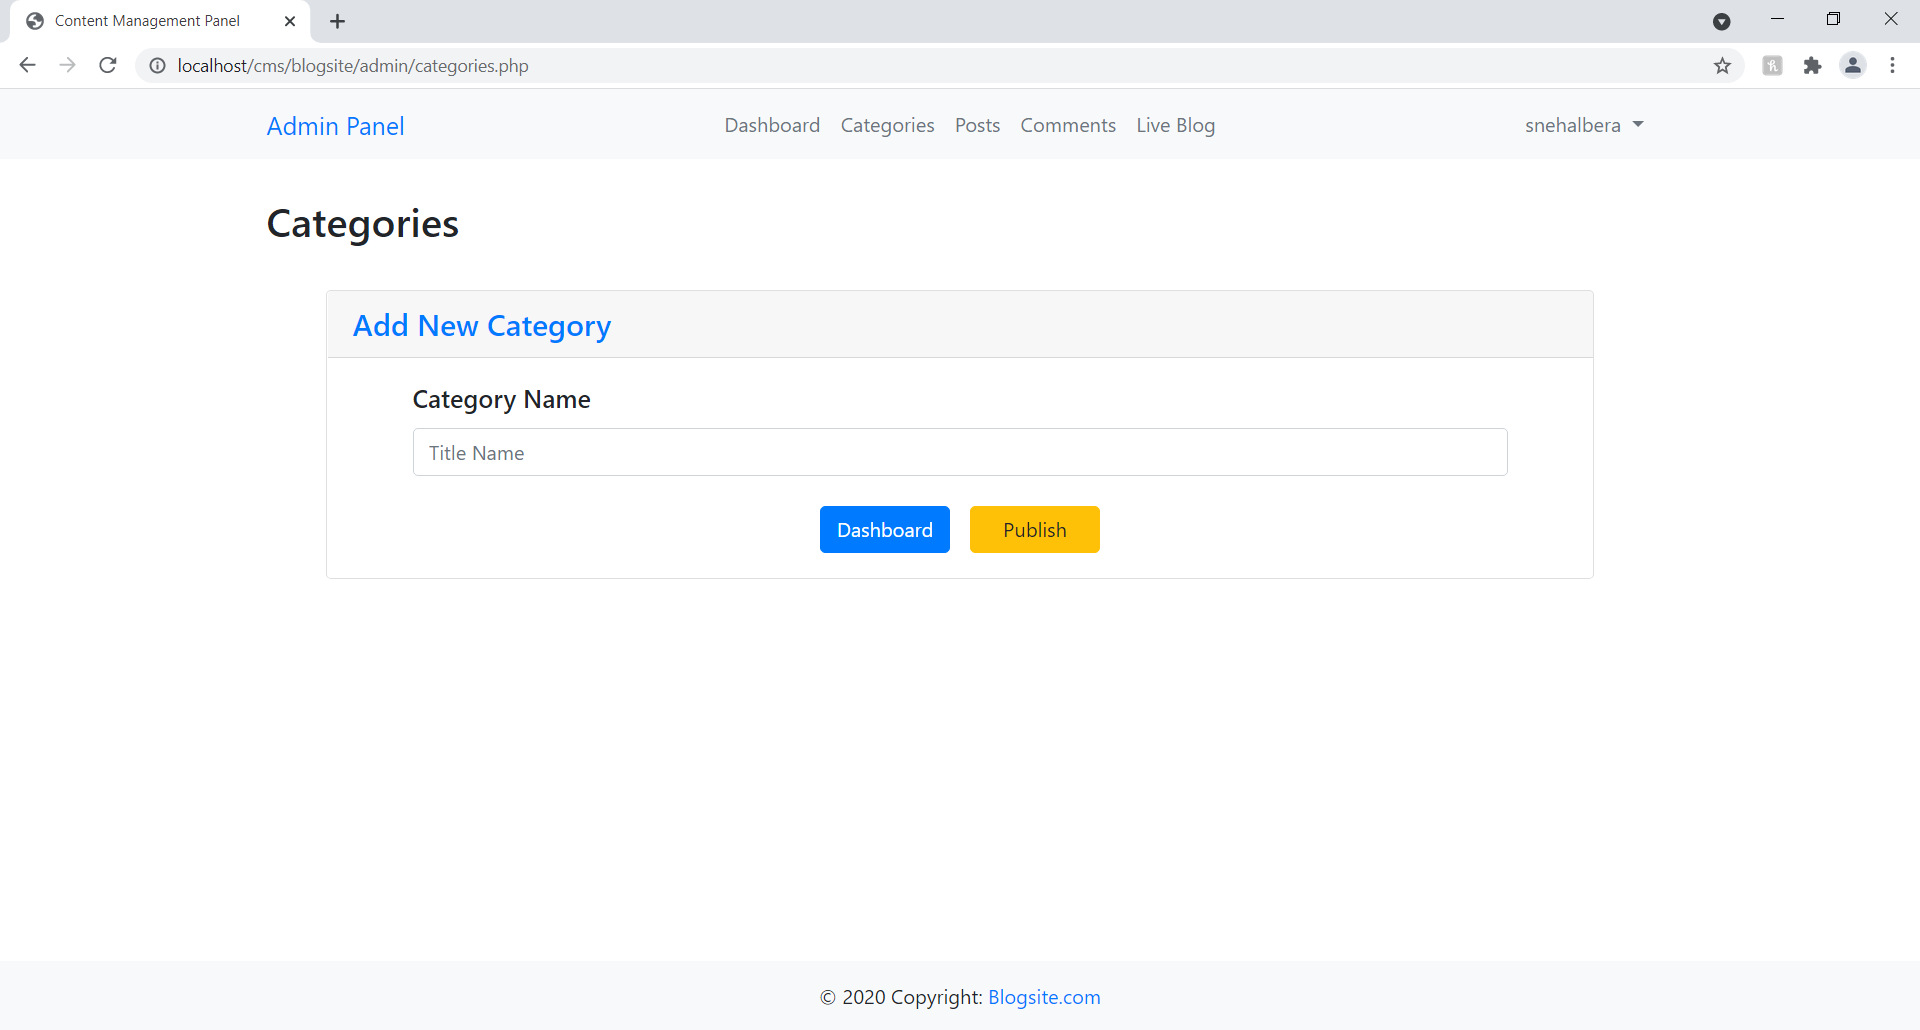 Content Management Panel
localhost/cms/blogsite/admin/categories.php
Admin Panel Dashboard Categories Posts Comments Live Blog snehalbera
Categories
Add New Category
Category Name
Title Name
Dashboard Publish
© 2020 Copyright: Blogsite.com